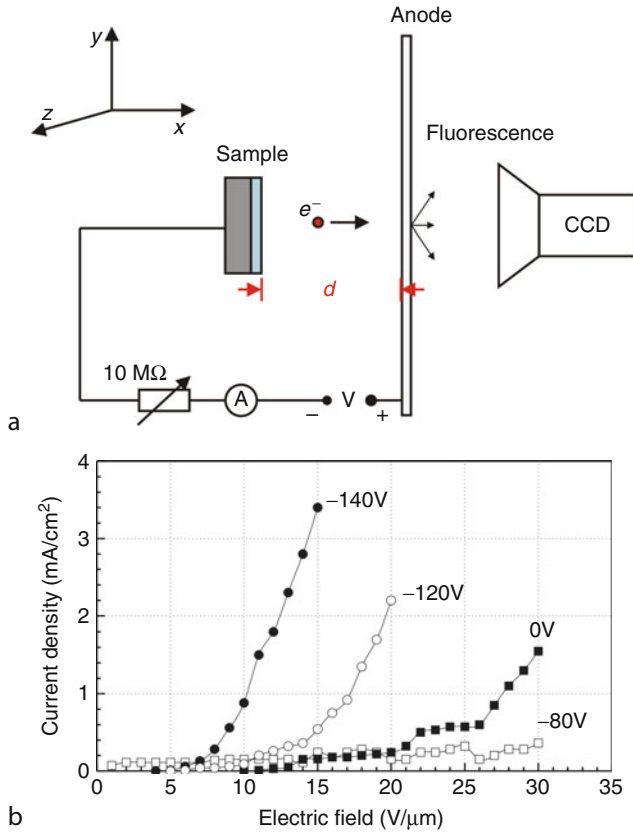 Anode
y
z
x
Fluorescence
Sample
e⁻
CCD
d
10 MΩ
A
− V +
a
4
3
2
1
0
−140V
−120V
0V
−80V
Current density (mA/cm²)
0 5 10 15 20 25 30 35
Electric field (V/μm)
b